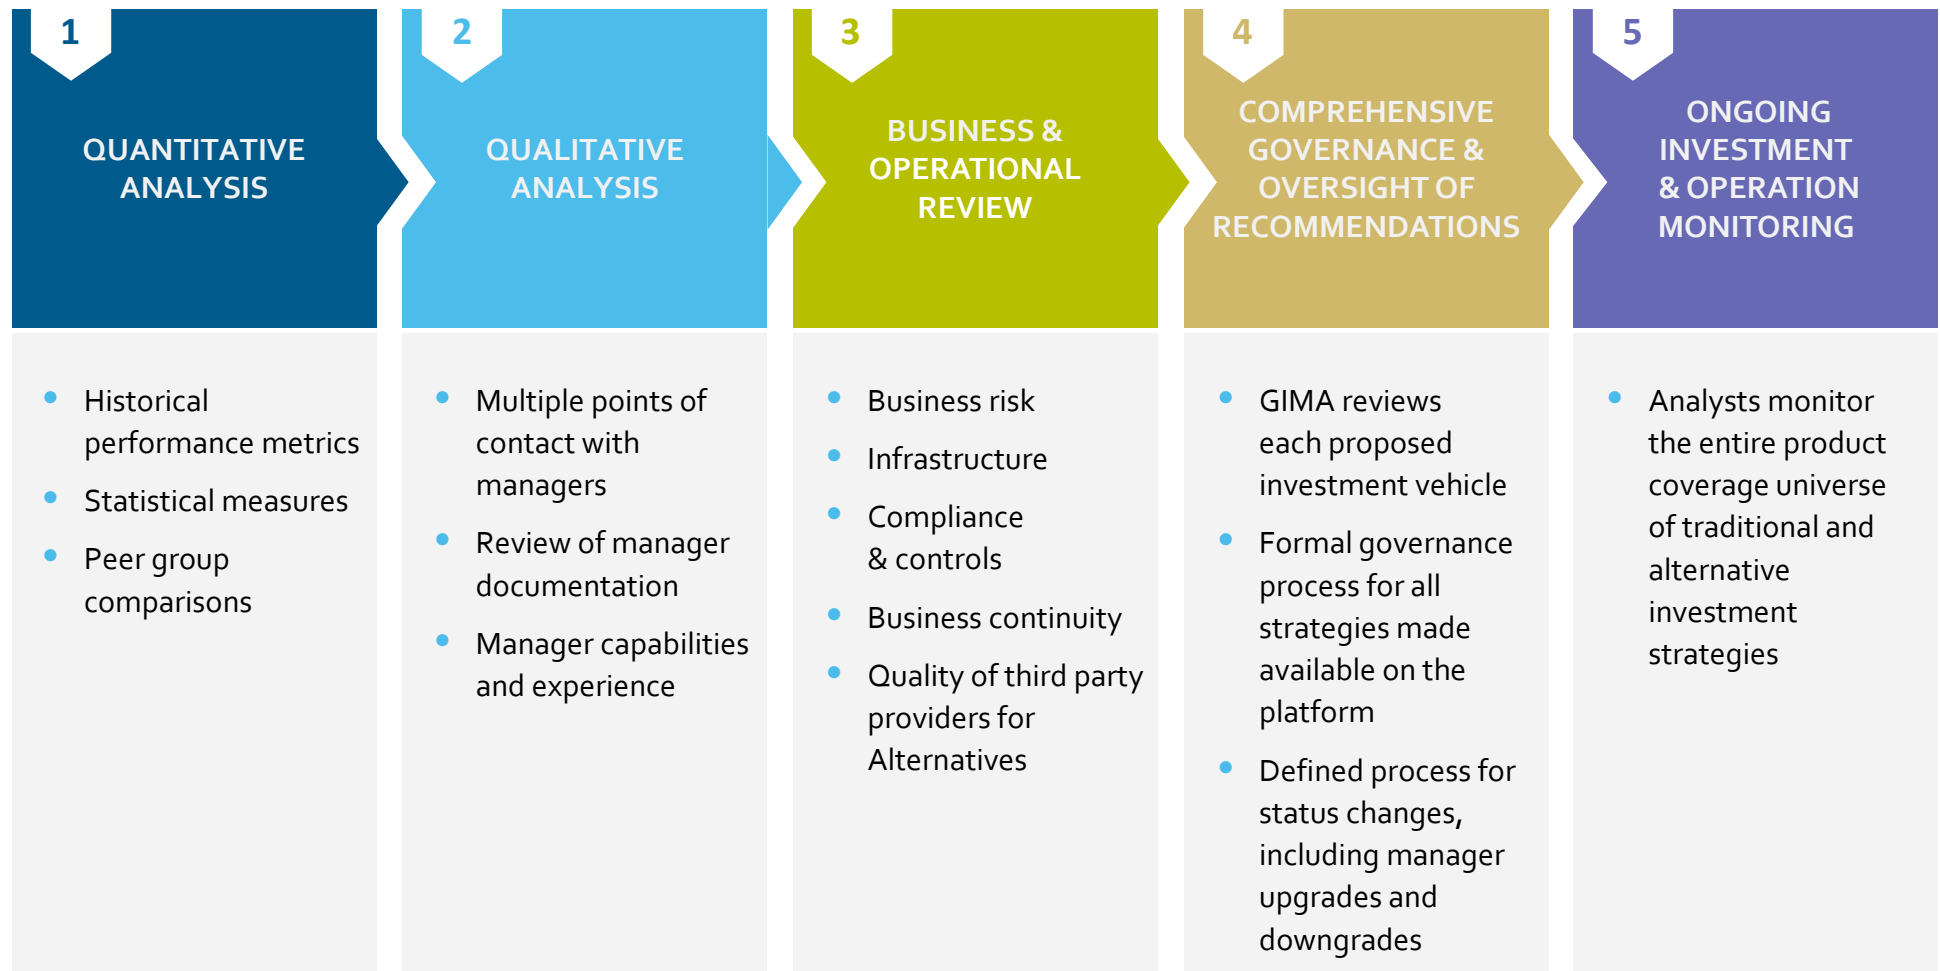 1
QUANTITATIVE
ANALYSIS
• Historical
performance metrics
• Statistical measures
• Peer group
comparisons
2
QUALITATIVE
ANALYSIS
• Multiple points of
contact with
managers
• Review of manager
documentation
• Manager capabilities
and experience
3
BUSINESS &
OPERATIONAL
REVIEW
• Business risk
• Infrastructure
• Compliance
& controls
• Business continuity
• Quality of third party
providers for
Alternatives
4
COMPREHENSIVE
GOVERNANCE &
OVERSIGHT OF
RECOMMENDATIONS
• GIMA reviews
each proposed
investment vehicle
• Formal governance
process for all
strategies made
available on the
platform
• Defined process for
status changes,
including manager
upgrades and
downgrades
5
ONGOING
INVESTMENT
& OPERATION
MONITORING
• Analysts monitor
the entire product
coverage universe
of traditional and
alternative
investment
strategies